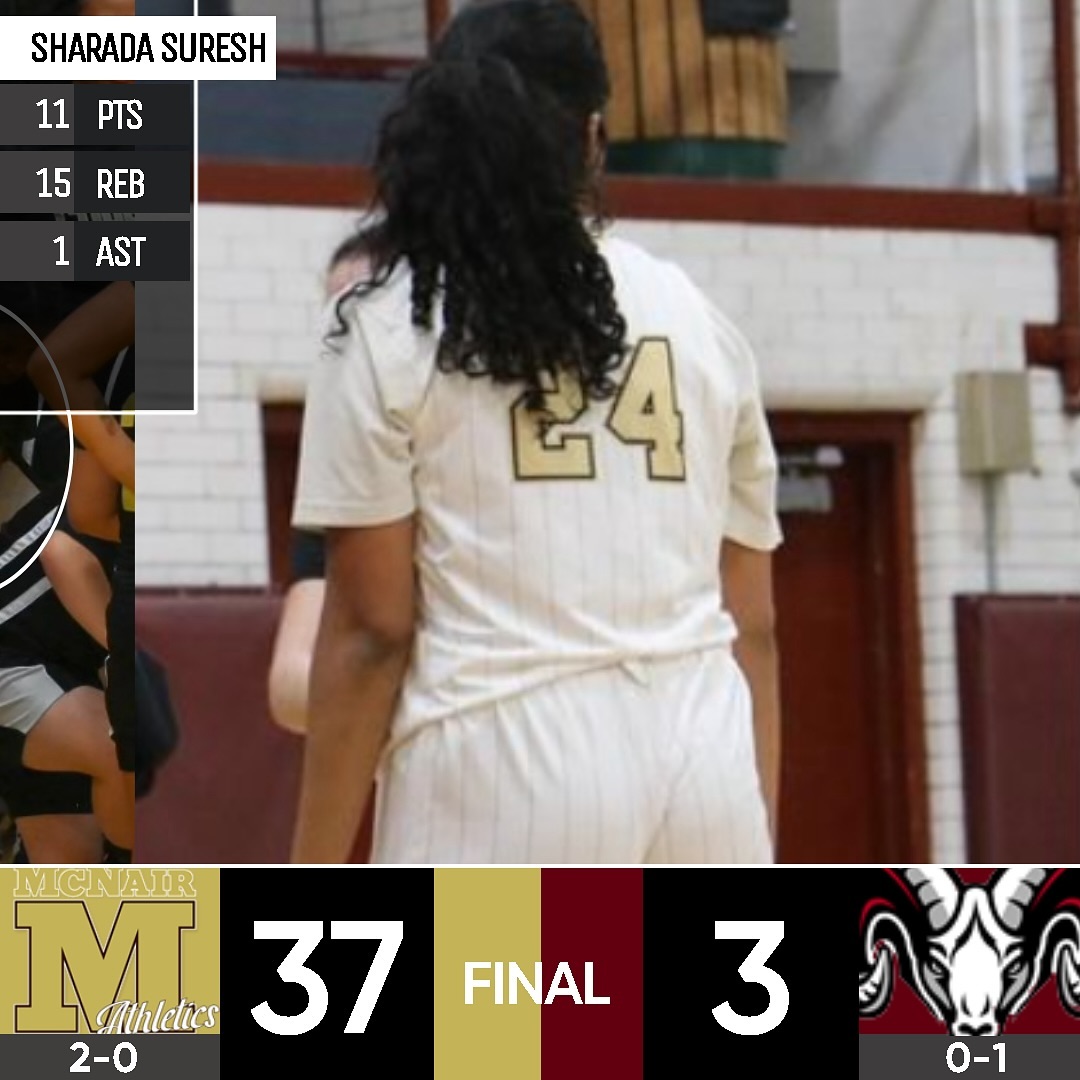 SHARADA SURESH
11 PTS
15 REB
1 AST
24
MCNAIR
M
Athletics
37 FINAL 3
2-0
0-1